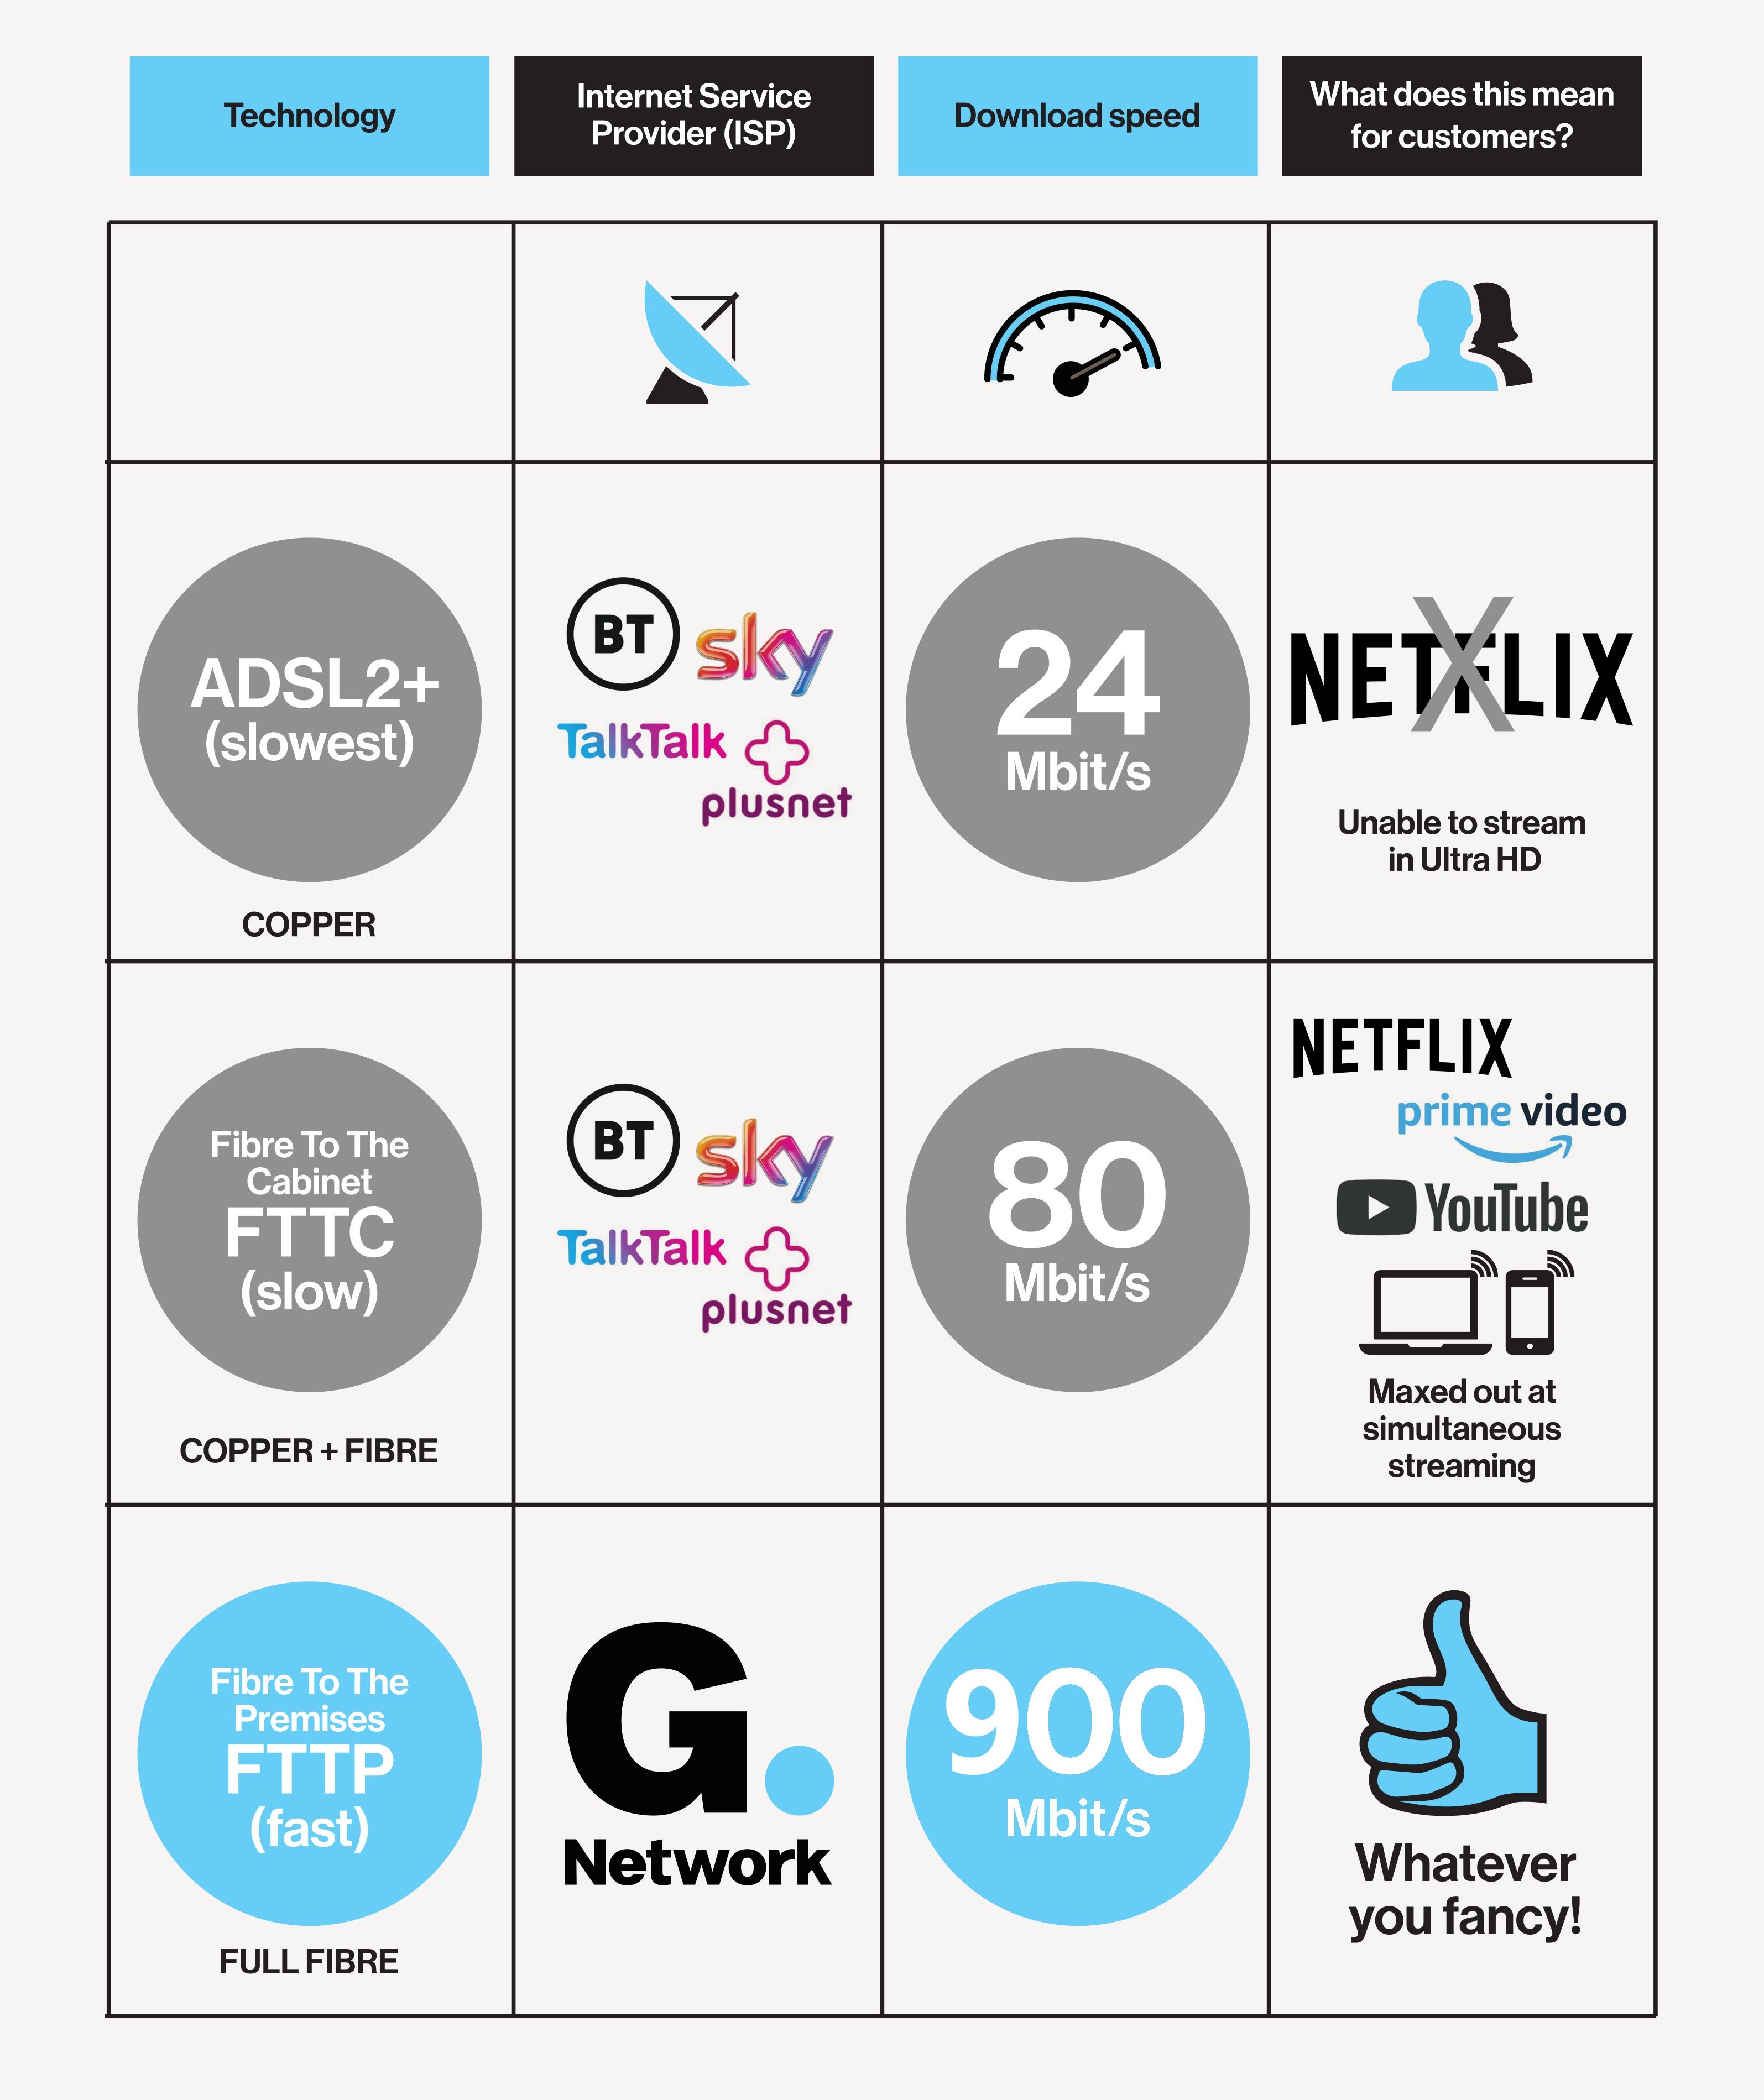 Technology
Internet Service
Provider (ISP)
Download speed
What does this mean
for customers?
ADSL2+
(slowest)
COPPER
BT
sky
TalkTalk
plusnet
24
Mbit/s
NETFLIX
X
Unable to stream
in Ultra HD
Fibre To The
Cabinet
FTTC
(slow)
COPPER + FIBRE
BT
sky
TalkTalk
plusnet
80
Mbit/s
NETFLIX
prime video
YouTube
Maxed out at
simultaneous
streaming
Fibre To The
Premises
FTTP
(fast)
FULL FIBRE
G.
Network
900
Mbit/s
Whatever
you fancy!